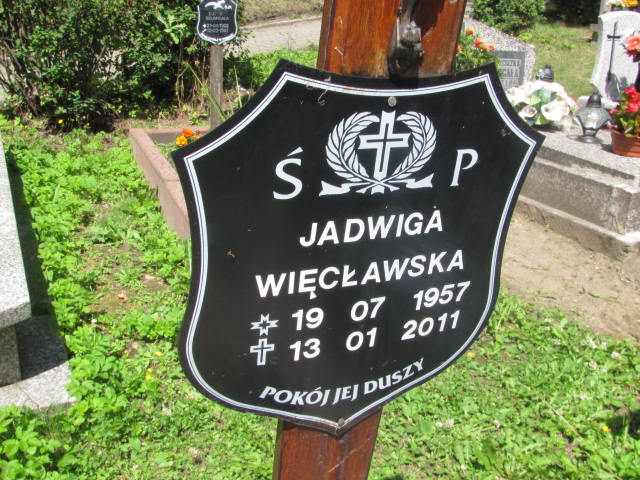 Ś P
JADWIGA
WIĘCŁAWSKA
19 07 1957
13 01 2011
POKÓJ JEJ DUSZY